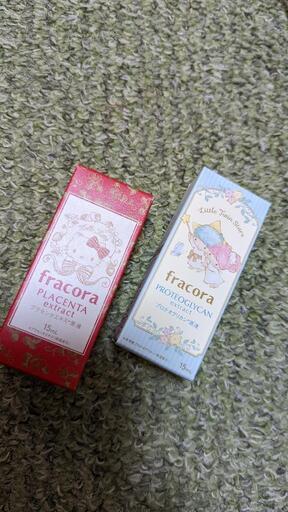 fracora
PLACENTA
extract
プラセンタエキス原液
15mL
Little Twin Stars
fracora
PROTEOGLYCAN
extract
プロテオグリカン原液
15mL